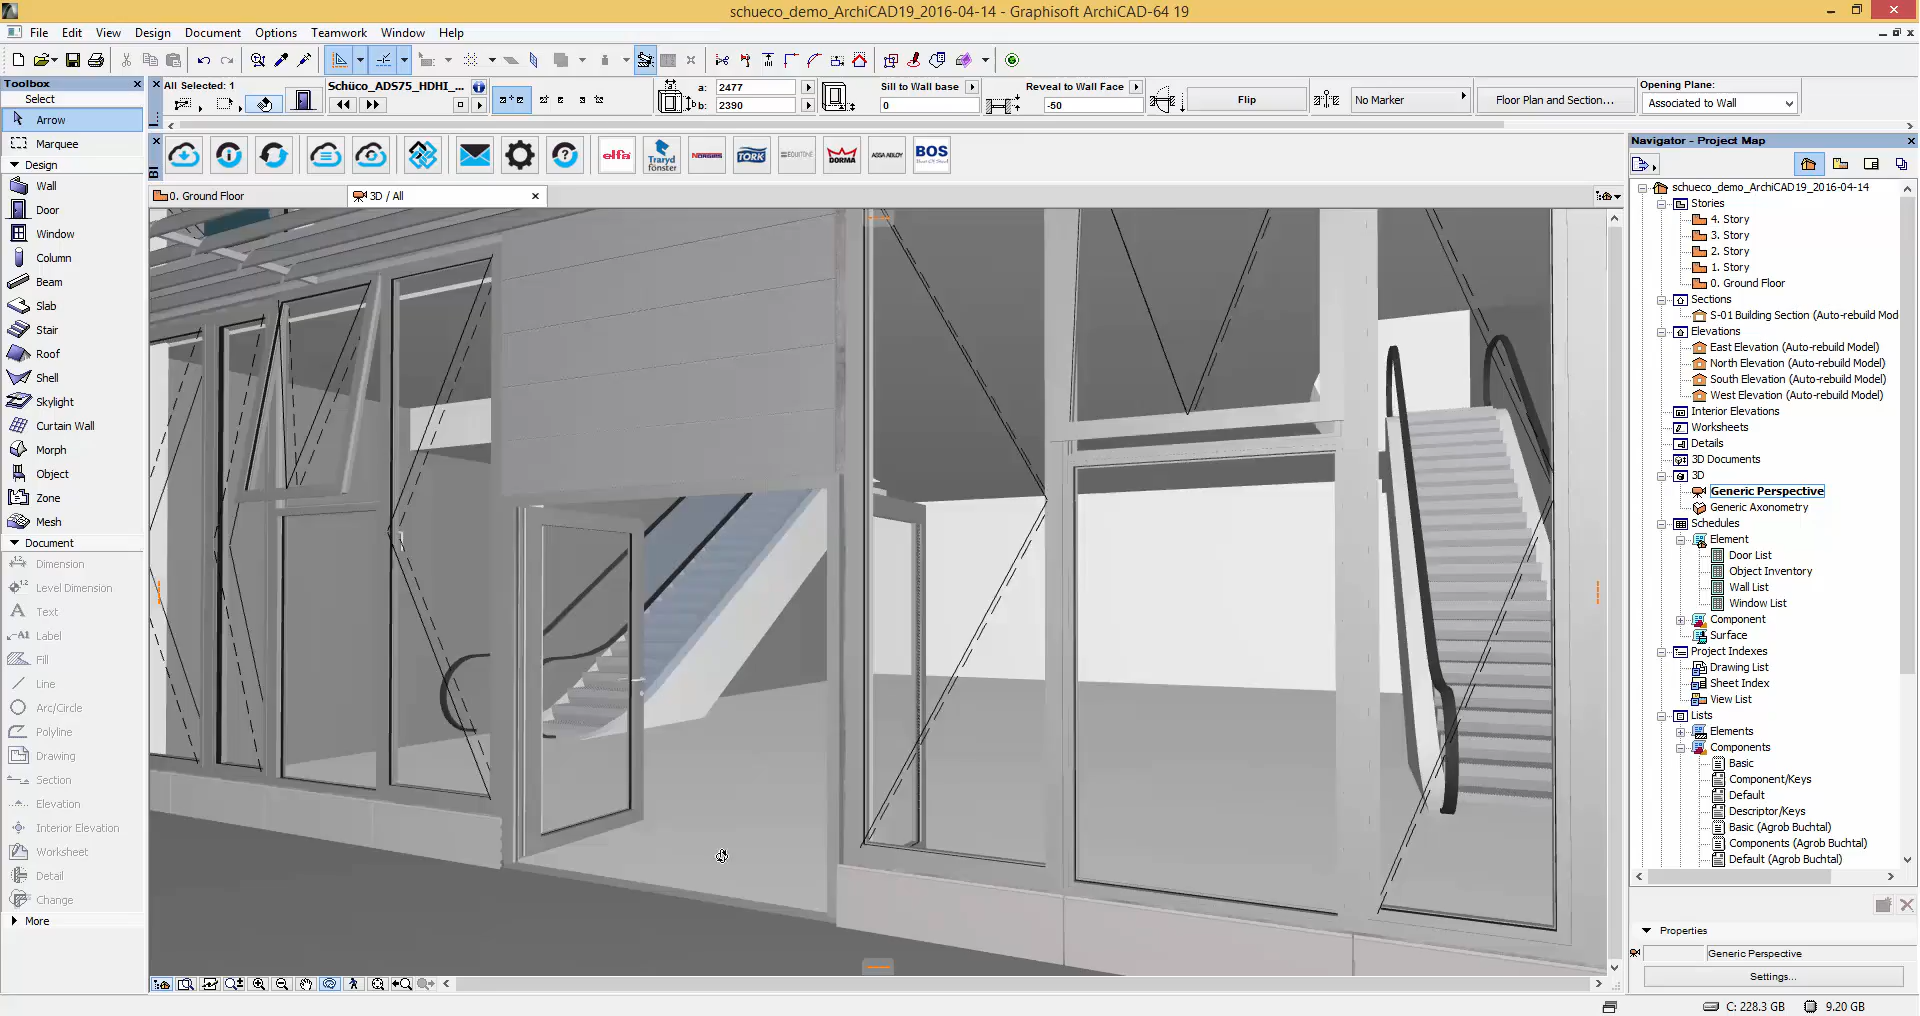 schueco_demo_ArchiCAD19_2016-04-14 - Graphisoft ArchiCAD-64 19
File Edit View Design Document Options Teamwork Window Help
Toolbox
Select
Arrow
Marquee
Design
Wall
Door
Window
Column
Beam
Slab
Stair
Roof
Shell
Skylight
Curtain Wall
Morph
Object
Zone
Mesh
Document
Dimension
Level Dimension
Text
Label
Fill
Line
Arc/Circle
Polyline
Drawing
Section
Elevation
Interior Elevation
Worksheet
Detail
Change
More
All Selected: 1
Schüco_ADS75_HDHI_...
a: 2477
b: 2390
Sill to Wall base
0
Reveal to Wall Face
-50
Flip
No Marker
Floor Plan and Section...
Opening Plane:
Associated to Wall
elfa
Traryd fönster
NORGIPS
TORK
DORMA
ASSA ABLOY
BOS
0. Ground Floor
3D / All
Navigator - Project Map
schueco_demo_ArchiCAD19_2016-04-14
Stories
4. Story
3. Story
2. Story
1. Story
0. Ground Floor
Sections
S-01 Building Section (Auto-rebuild Mod
Elevations
East Elevation (Auto-rebuild Model)
North Elevation (Auto-rebuild Model)
South Elevation (Auto-rebuild Model)
West Elevation (Auto-rebuild Model)
Interior Elevations
Worksheets
Details
3D Documents
3D
Generic Perspective
Generic Axonometry
Schedules
Element
Door List
Object Inventory
Wall List
Window List
Component
Surface
Project Indexes
Drawing List
Sheet Index
View List
Lists
Elements
Components
Basic
Component/Keys
Default
Descriptor/Keys
Basic (Agrob Buchtal)
Components (Agrob Buchtal)
Default (Agrob Buchtal)
Properties
Generic Perspective
Settings...
C: 228.3 GB
9.20 GB